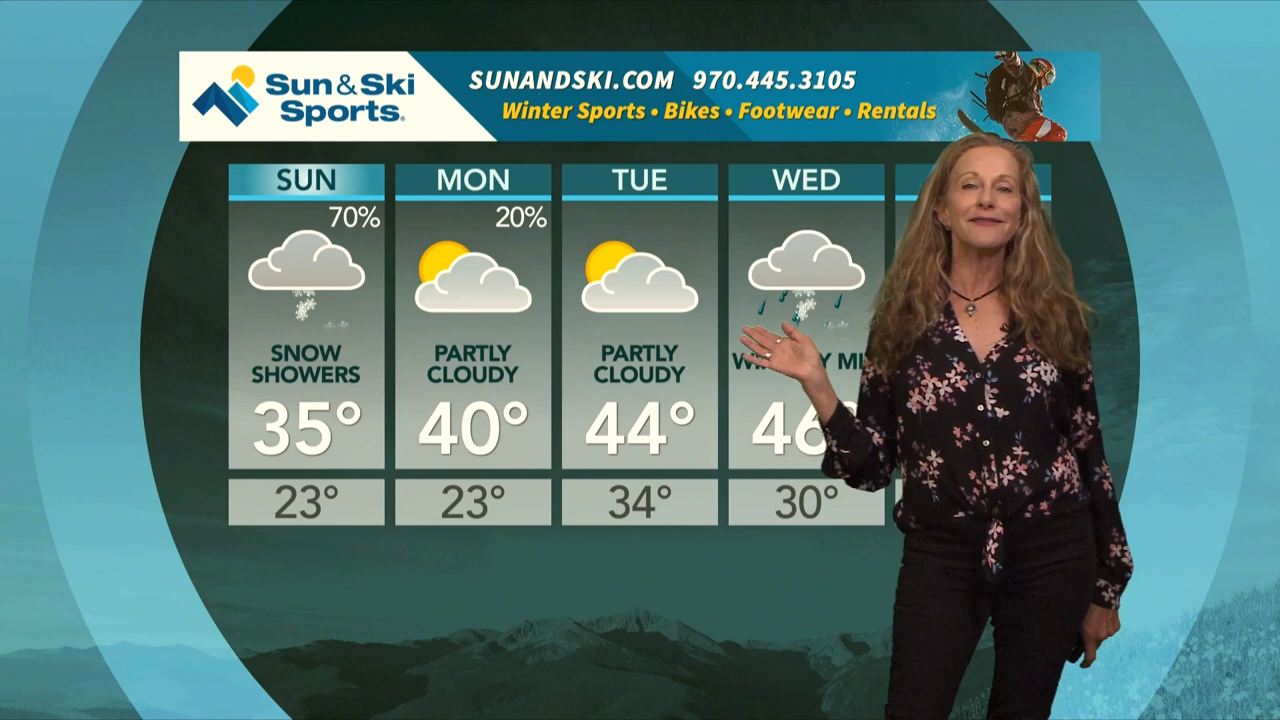 Sun & Ski
Sports®
SUNANDSKI.COM 970.445.3105
Winter Sports • Bikes • Footwear • Rentals
SUN
70%
SNOW
SHOWERS
35°
23°
MON
20%
PARTLY
CLOUDY
40°
23°
TUE
PARTLY
CLOUDY
44°
34°
WED
46°
30°